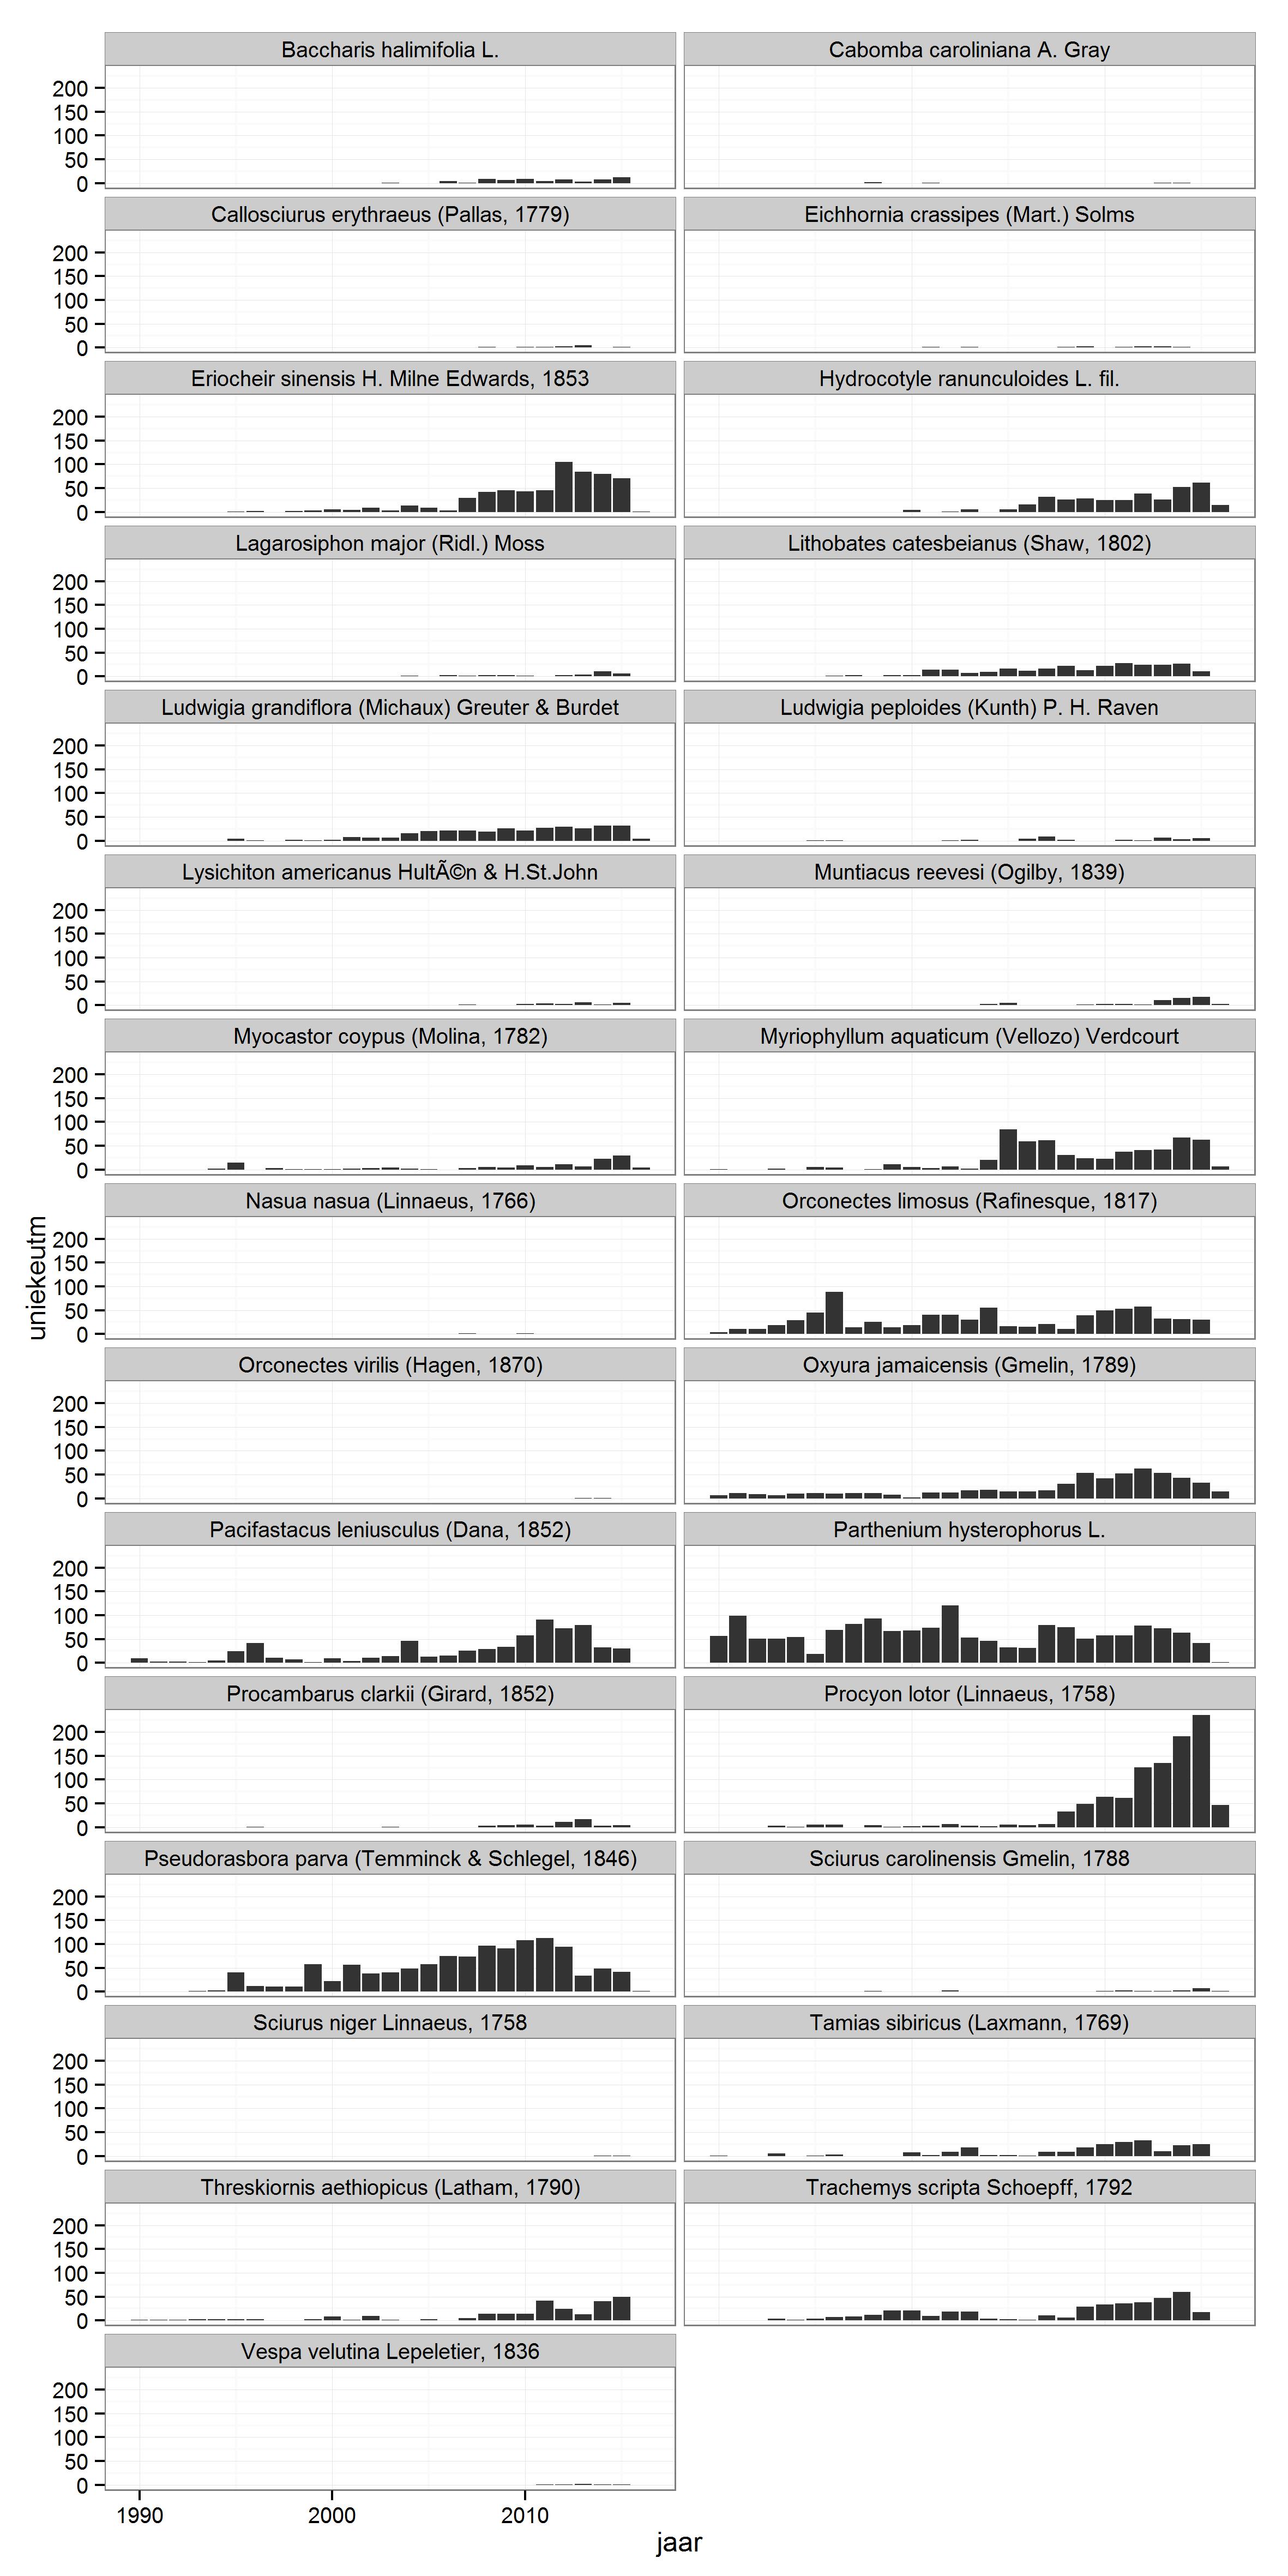 Baccharis halimifolia L.
Cabomba caroliniana A. Gray
200
150
100
50
0
Callosciurus erythraeus (Pallas, 1779)
Eichhornia crassipes (Mart.) Solms
200
150
100
50
0
Eriocheir sinensis H. Milne Edwards, 1853
Hydrocotyle ranunculoides L. fil.
200
150
100
50
0
Lagarosiphon major (Ridl.) Moss
Lithobates catesbeianus (Shaw, 1802)
200
150
100
50
0
Ludwigia grandiflora (Michaux) Greuter & Burdet
Ludwigia peploides (Kunth) P. H. Raven
200
150
100
50
0
Lysichiton americanus HultÃ©n & H.St.John
Muntiacus reevesi (Ogilby, 1839)
200
150
100
50
0
Myocastor coypus (Molina, 1782)
Myriophyllum aquaticum (Vellozo) Verdcourt
200
150
100
50
0
Nasua nasua (Linnaeus, 1766)
Orconectes limosus (Rafinesque, 1817)
200
150
100
50
0
uniekeutm
Orconectes virilis (Hagen, 1870)
Oxyura jamaicensis (Gmelin, 1789)
200
150
100
50
0
Pacifastacus leniusculus (Dana, 1852)
Parthenium hysterophorus L.
200
150
100
50
0
Procambarus clarkii (Girard, 1852)
Procyon lotor (Linnaeus, 1758)
200
150
100
50
0
Pseudorasbora parva (Temminck & Schlegel, 1846)
Sciurus carolinensis Gmelin, 1788
200
150
100
50
0
Sciurus niger Linnaeus, 1758
Tamias sibiricus (Laxmann, 1769)
200
150
100
50
0
Threskiornis aethiopicus (Latham, 1790)
Trachemys scripta Schoepff, 1792
200
150
100
50
0
Vespa velutina Lepeletier, 1836
200
150
100
50
0
1990 2000 2010
jaar